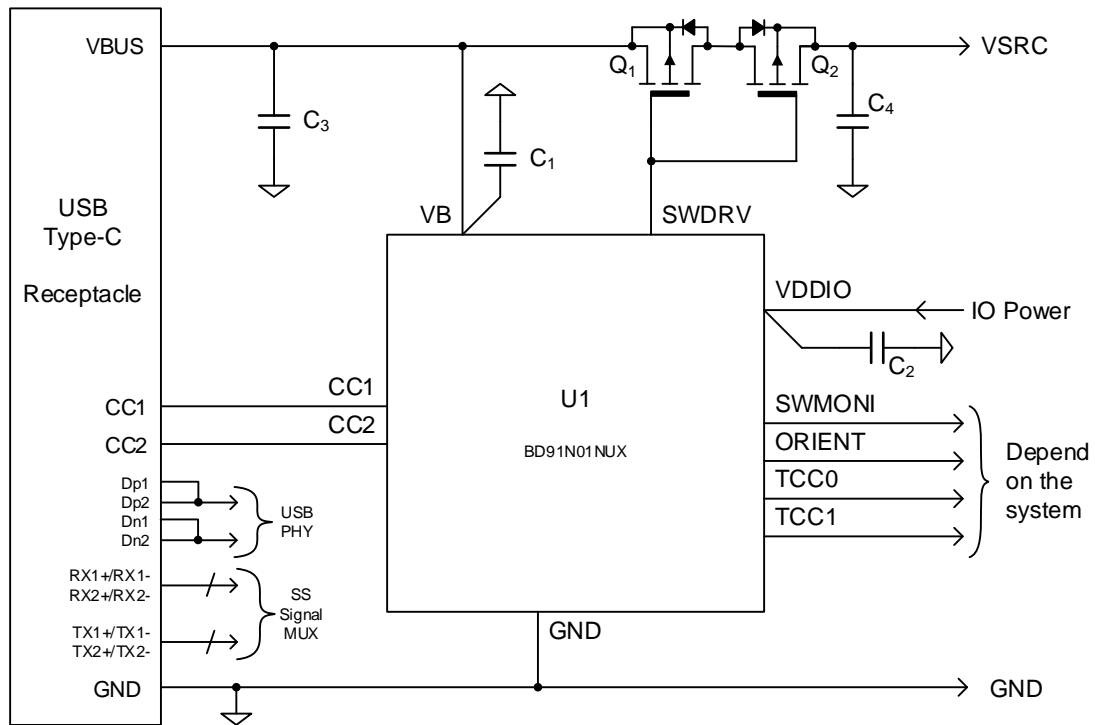 VBUS
Q1
Q2
VSRC
C3
C1
C4
USB
Type-C
Receptacle
VB
SWDRV
VDDIO
IO Power
C2
CC1
CC2
CC1
CC2
U1
BD91N01NUX
SWMONI
ORIENT
TCC0
TCC1
Depend
on the
system
Dp1
Dp2
Dn1
Dn2
USB
PHY
RX1+/RX1-
RX2+/RX2-
TX1+/TX1-
TX2+/TX2-
SS
Signal
MUX
GND
GND
GND